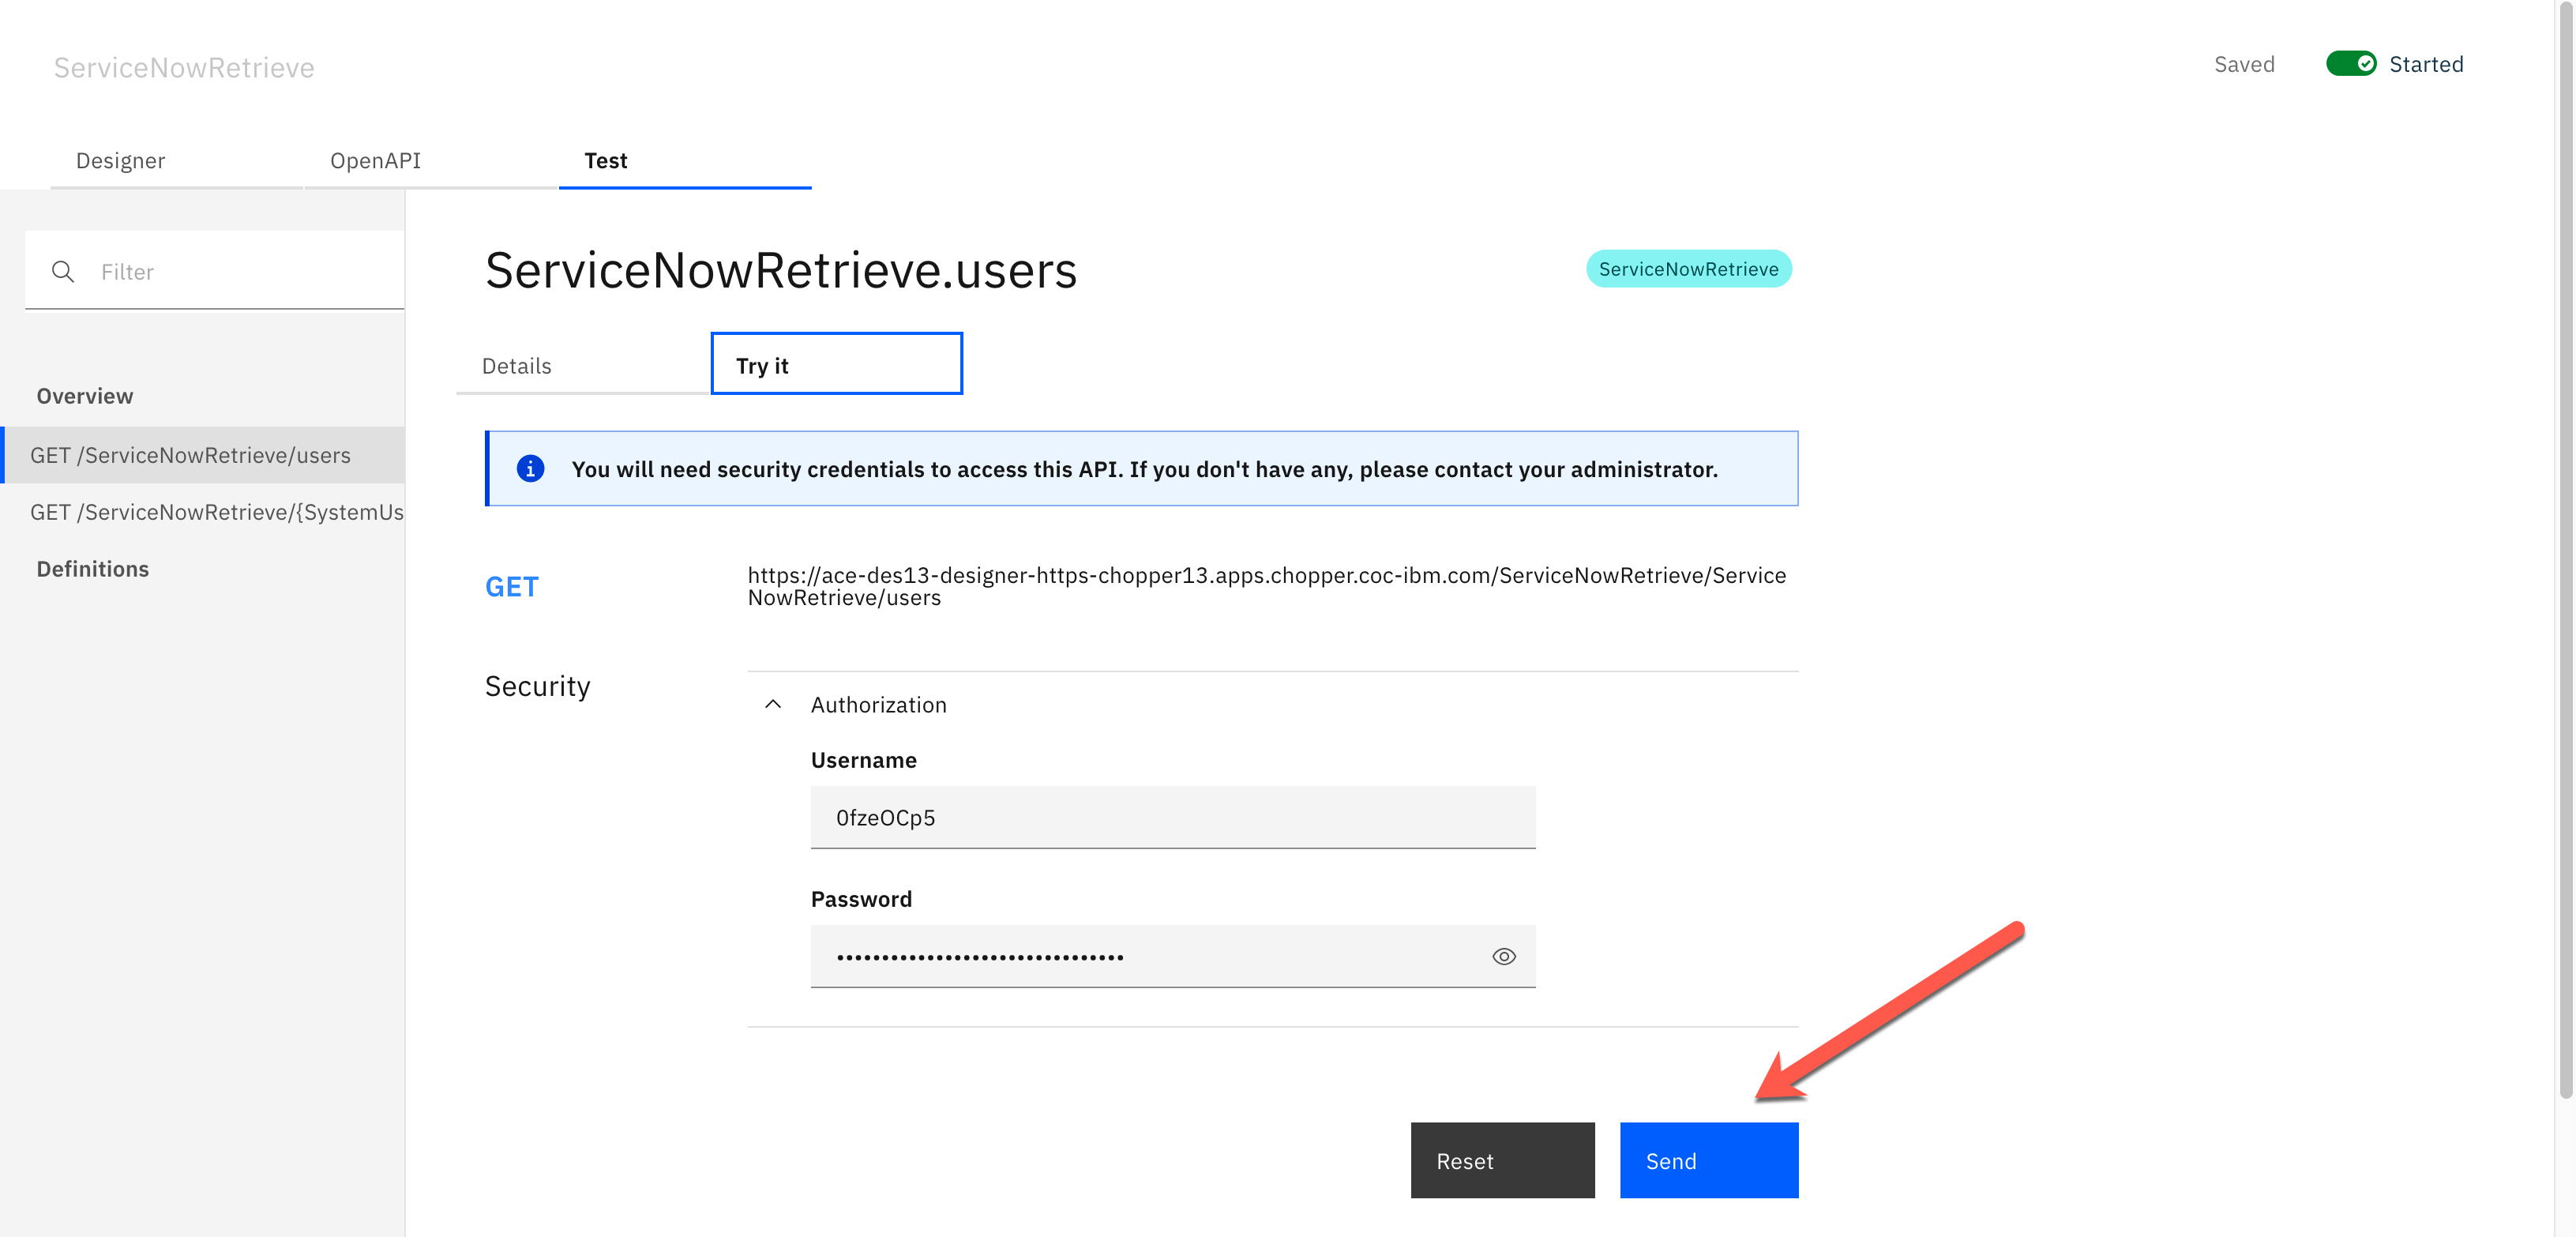 ServiceNowRetrieve
Saved
Started
Designer
OpenAPI
Test
Filter
Overview
GET /ServiceNowRetrieve/users
GET /ServiceNowRetrieve/{SystemUs
Definitions
ServiceNowRetrieve.users
ServiceNowRetrieve
Details
Try it
You will need security credentials to access this API. If you don't have any, please contact your administrator.
GET
https://ace-des13-designer-https-chopper13.apps.chopper.coc-ibm.com/ServiceNowRetrieve/Service
NowRetrieve/users
Security
Authorization
Username
0fzeOCp5
Password
••••••••••••••••••••••••••••••••
Reset
Send